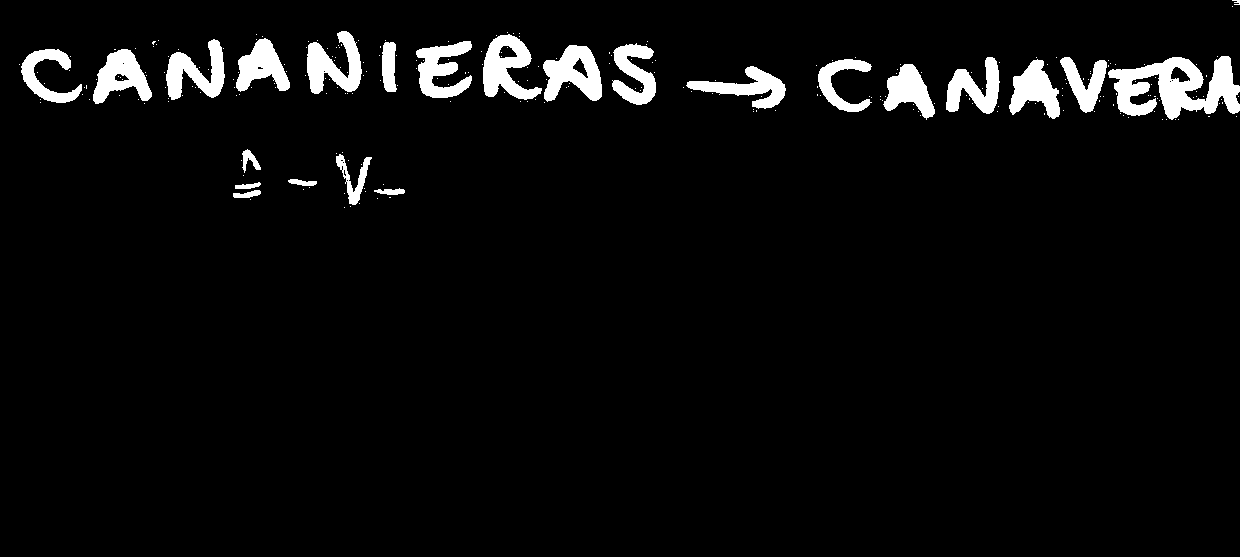 CANANIERAS → CANAVERA
≙ - V -